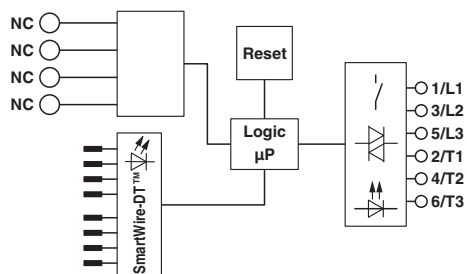 NC
NC
NC
NC
Reset
Logic
µP
SmartWire-DT™
1/L1
3/L2
5/L3
2/T1
4/T2
6/T3